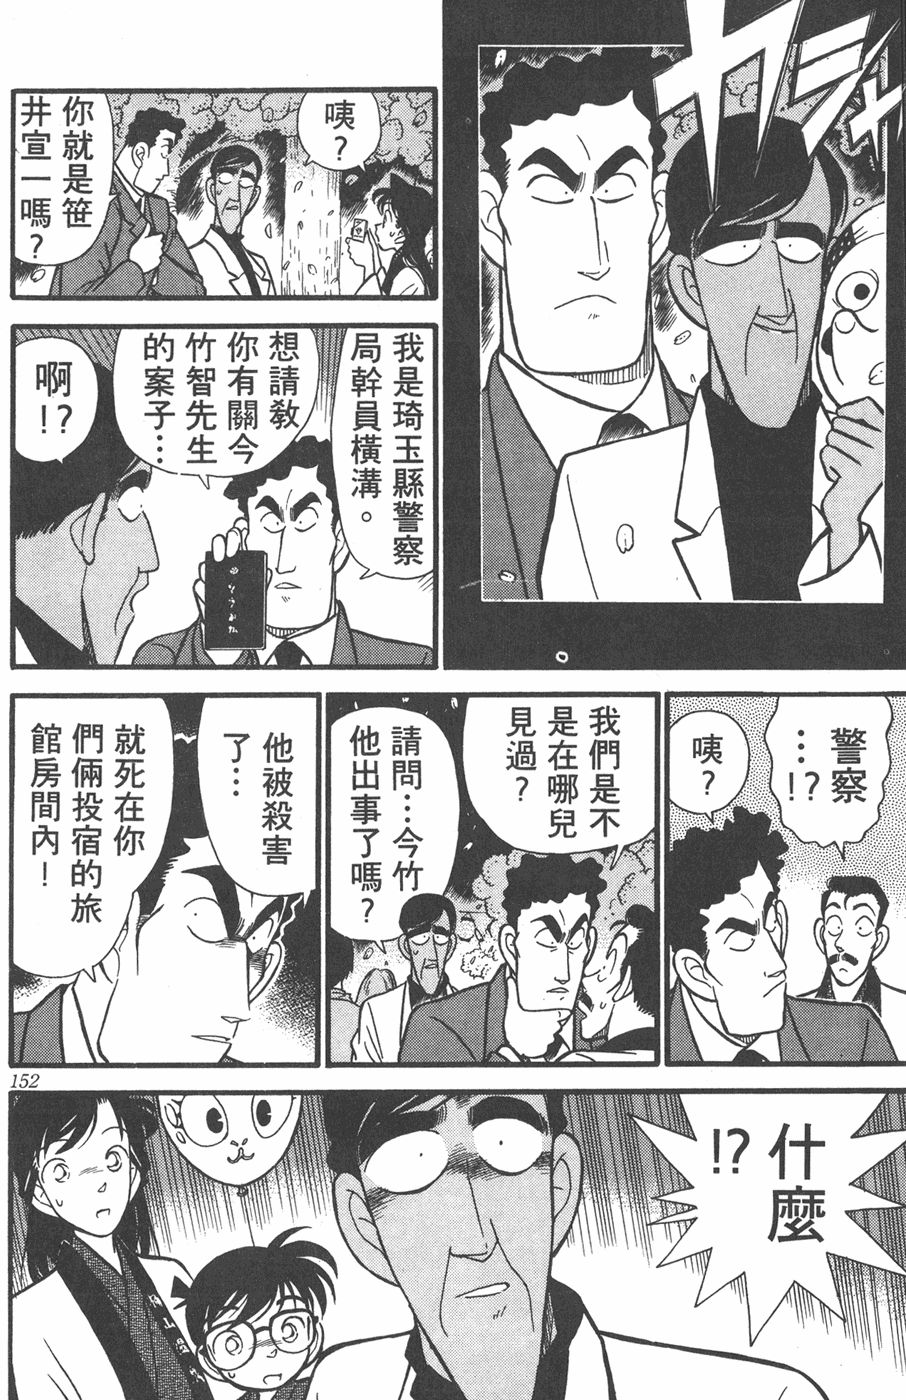 カシャッ
咦?
你就是笹
井宣一嗎?
我是琦玉縣警察
局幹員橫溝。
想請教
你有關今
竹智先生
的案子…
啊!?
警察
…!?
咦?
我們是不
是在哪兒
見過?
請問…今竹
他出事了嗎?
他被殺害
了…
就死在你
們倆投宿的旅
館房間內!
152
什麼
!?